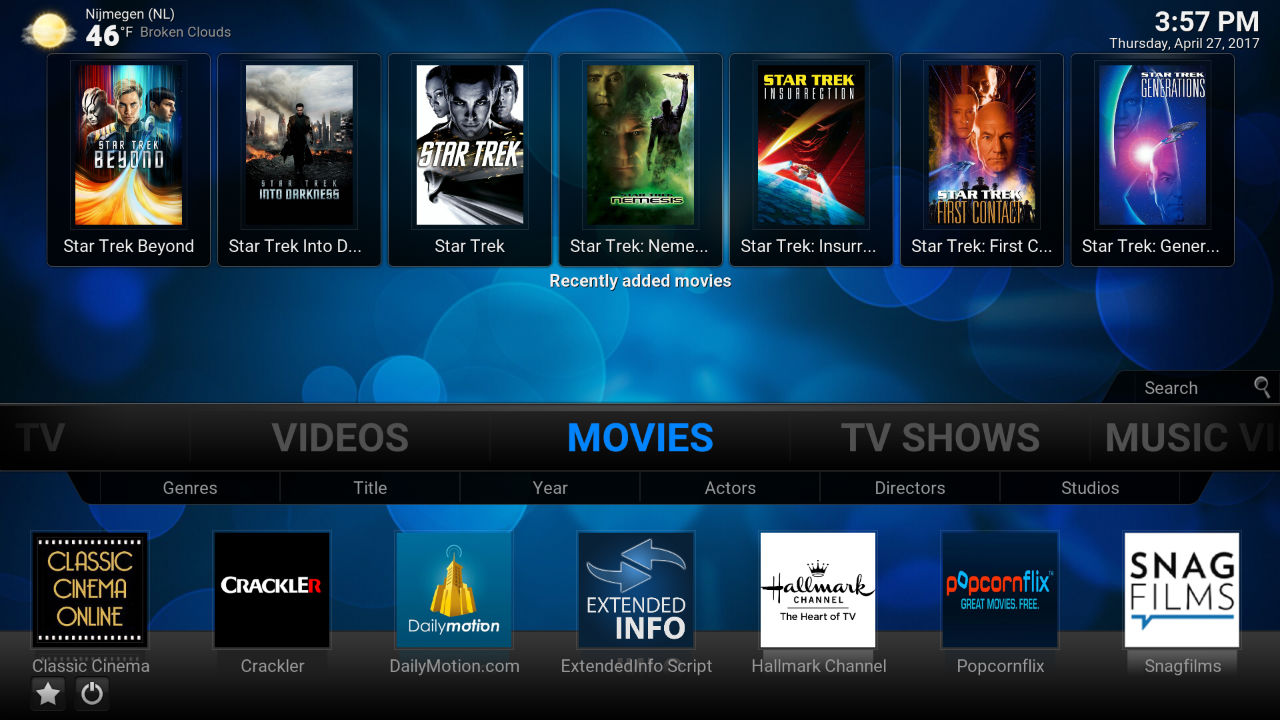 Nijmegen (NL)
46°F Broken Clouds
3:57 PM
Thursday, April 27, 2017
STAR TREK
BEYOND
STAR TREK
INTO DARKNESS
STAR TREK
STAR TREK
NEMESIS
STAR TREK
INSURRECTION
STAR TREK
FIRST CONTACT
STAR TREK
GENERATIONS
Star Trek Beyond
Star Trek Into D...
Star Trek
Star Trek: Neme...
Star Trek: Insurr...
Star Trek: First C...
Star Trek: Gener...
Recently added movies
Search
TV
VIDEOS
MOVIES
TV SHOWS
MUSIC VI
Genres
Title
Year
Actors
Directors
Studios
CLASSIC
CINEMA
ONLINE
CRACKLER
Dailymotion
EXTENDED
INFO
Hallmark
CHANNEL
The Heart of TV
popcornflix™
GREAT MOVIES. FREE.
SNAG
FILMS
Classic Cinema
Crackler
DailyMotion.com
ExtendedInfo Script
Hallmark Channel
Popcornflix
Snagfilms